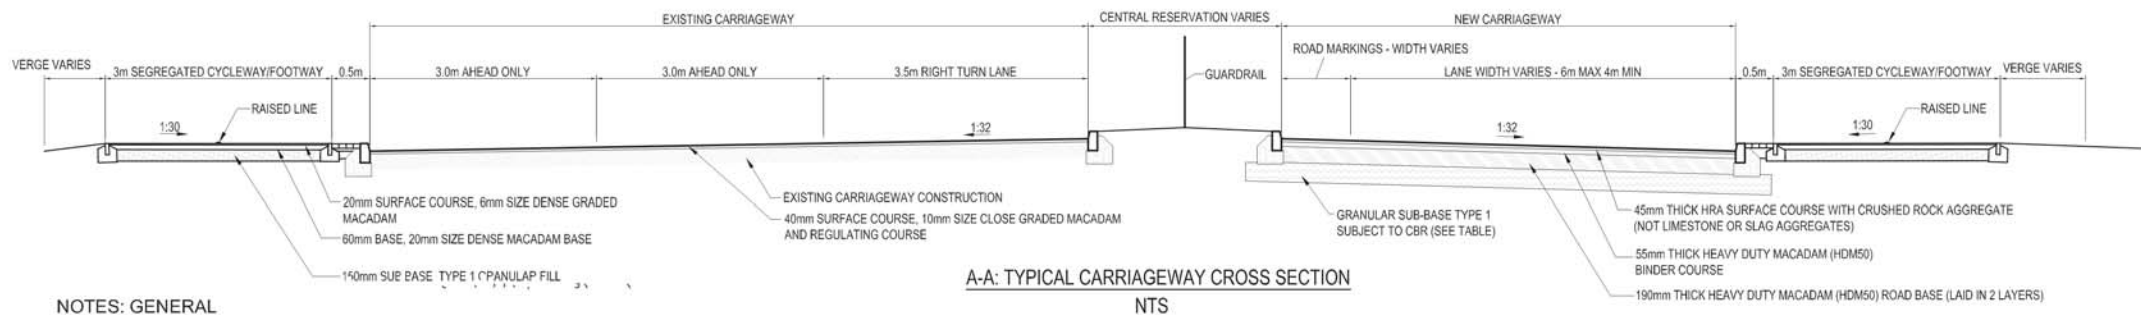 EXISTING CARRIAGEWAY
CENTRAL RESERVATION VARIES
NEW CARRIAGEWAY
ROAD MARKINGS - WIDTH VARIES
VERGE VARIES
3m SEGREGATED CYCLEWAY/FOOTWAY
0.5m
3.0m AHEAD ONLY
3.0m AHEAD ONLY
3.5m RIGHT TURN LANE
GUARDRAIL
LANE WIDTH VARIES - 6m MAX 4m MIN
0.5m
3m SEGREGATED CYCLEWAY/FOOTWAY
VERGE VARIES
RAISED LINE
RAISED LINE
1:30
1:32
1:32
1:30
20mm SURFACE COURSE, 6mm SIZE DENSE GRADED
MACADAM
60mm BASE, 20mm SIZE DENSE MACADAM BASE
150mm SUB BASE TYPE 1 GRANULAR FILL
EXISTING CARRIAGEWAY CONSTRUCTION
40mm SURFACE COURSE, 10mm SIZE CLOSE GRADED MACADAM
AND REGULATING COURSE
GRANULAR SUB-BASE TYPE 1
SUBJECT TO CBR (SEE TABLE)
45mm THICK HRA SURFACE COURSE WITH CRUSHED ROCK AGGREGATE
(NOT LIMESTONE OR SLAG AGGREGATES)
55mm THICK HEAVY DUTY MACADAM (HDM50)
BINDER COURSE
190mm THICK HEAVY DUTY MACADAM (HDM50) ROAD BASE (LAID IN 2 LAYERS)
A-A: TYPICAL CARRIAGEWAY CROSS SECTION
NTS
NOTES: GENERAL